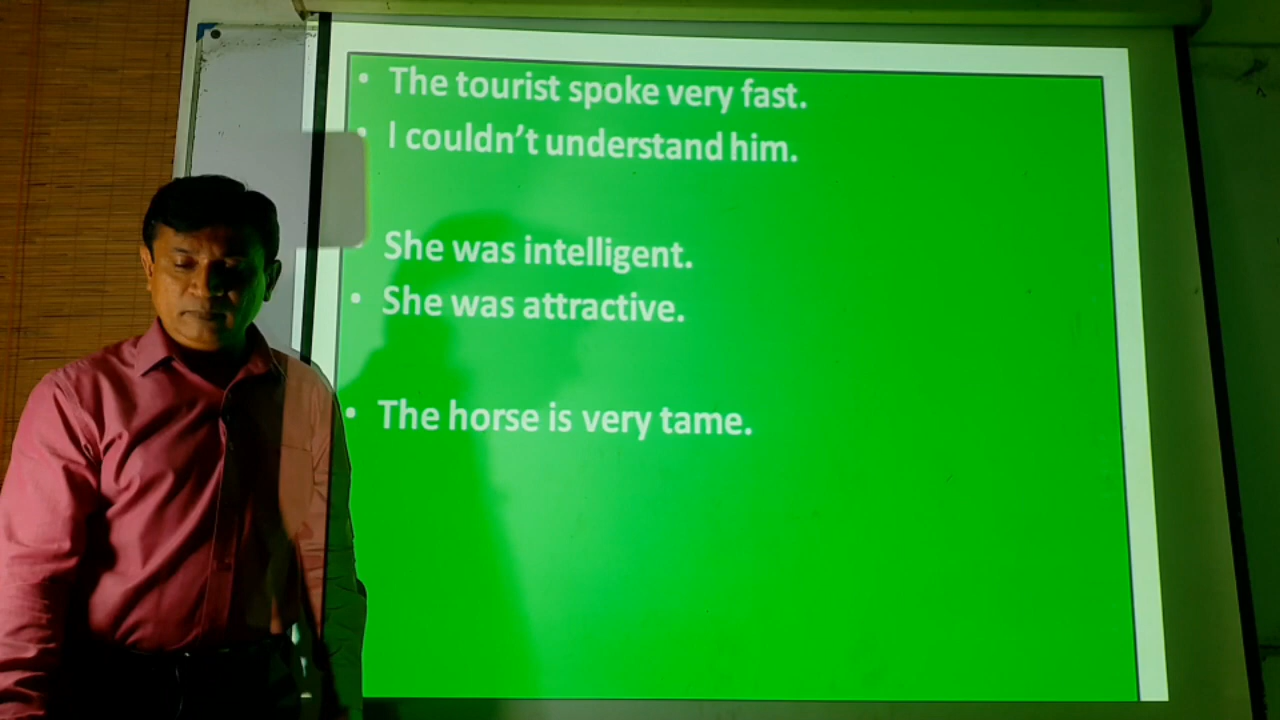 • The tourist spoke very fast.
• I couldn't understand him.
She was intelligent.
• She was attractive.
• The horse is very tame.